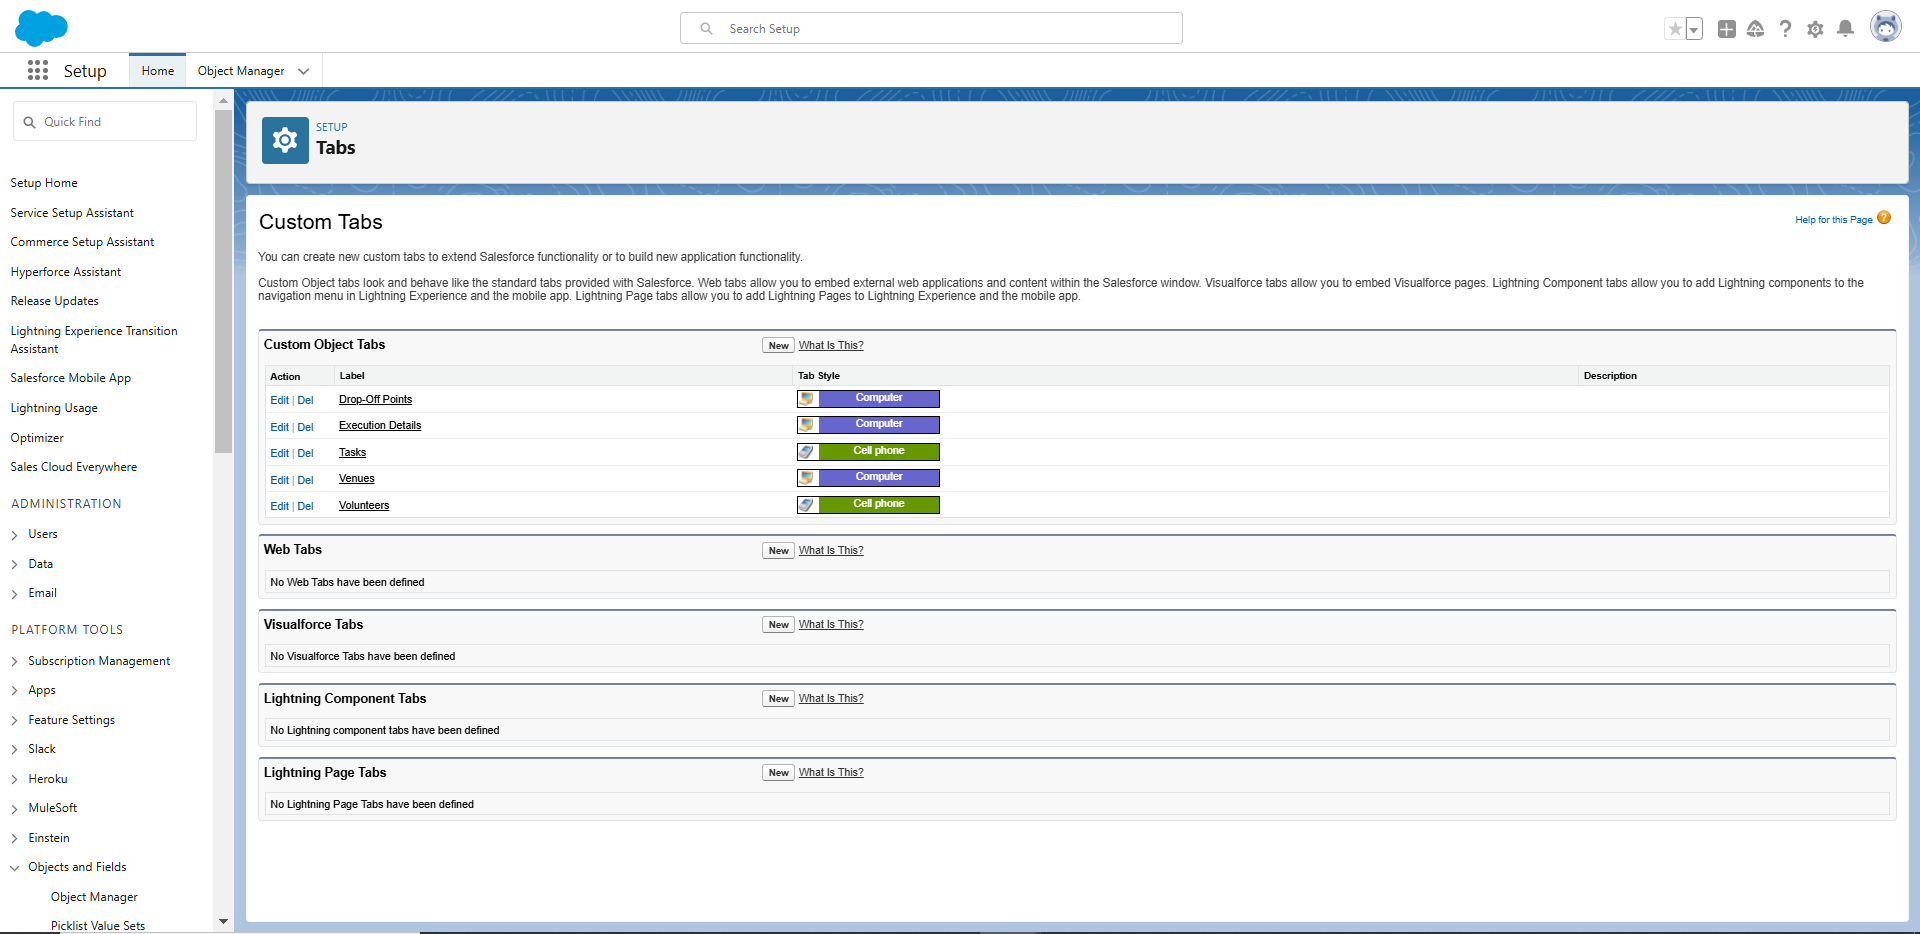 Search Setup
Setup
Home
Object Manager
Quick Find
Setup Home
Service Setup Assistant
Commerce Setup Assistant
Hyperforce Assistant
Release Updates
Lightning Experience Transition
Assistant
Salesforce Mobile App
Lightning Usage
Optimizer
Sales Cloud Everywhere
ADMINISTRATION
Users
Data
Email
PLATFORM TOOLS
Subscription Management
Apps
Feature Settings
Slack
Heroku
MuleSoft
Einstein
Objects and Fields
Object Manager
Picklist Value Sets
SETUP
Tabs
Custom Tabs
Help for this Page ?
You can create new custom tabs to extend Salesforce functionality or to build new application functionality.
Custom Object tabs look and behave like the standard tabs provided with Salesforce. Web tabs allow you to embed external web applications and content within the Salesforce window. Visualforce tabs allow you to embed Visualforce pages. Lightning Component tabs allow you to add Lightning components to the
navigation menu in Lightning Experience and the mobile app. Lightning Page tabs allow you to add Lightning Pages to Lightning Experience and the mobile app.
Custom Object Tabs New What Is This?
Action Label Tab Style Description
Edit | Del Drop-Off Points Computer
Edit | Del Execution Details Computer
Edit | Del Tasks Cell phone
Edit | Del Venues Computer
Edit | Del Volunteers Cell phone
Web Tabs New What Is This?
No Web Tabs have been defined
Visualforce Tabs New What Is This?
No Visualforce Tabs have been defined
Lightning Component Tabs New What Is This?
No Lightning component tabs have been defined
Lightning Page Tabs New What Is This?
No Lightning Page Tabs have been defined